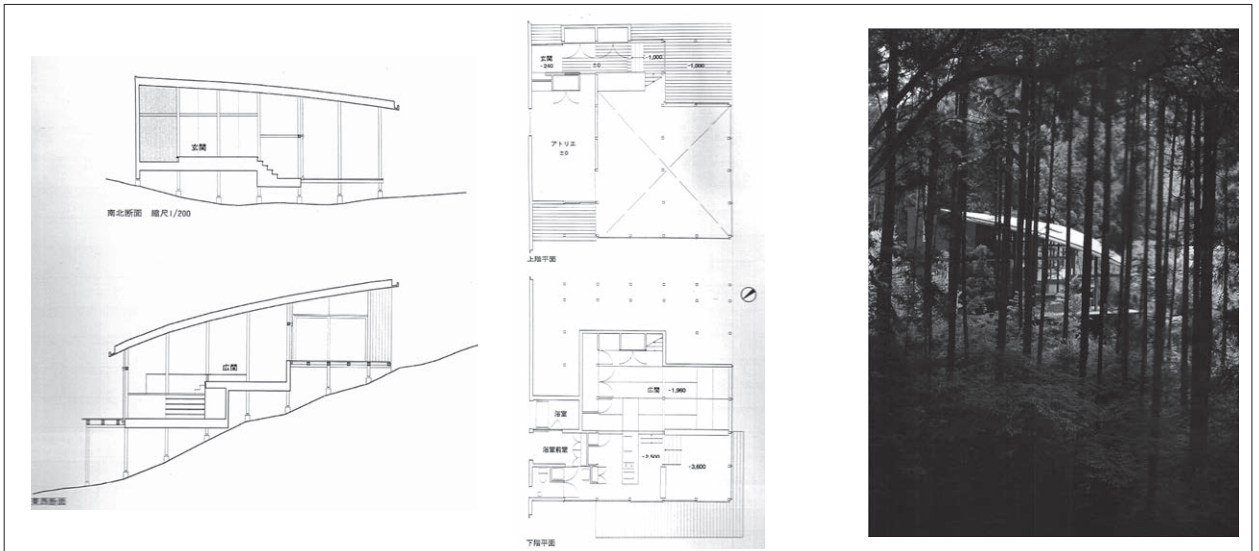 玄関
南北断面 縮尺1/200
広間
東西断面
玄関
-240
±0
-1,000
-1,080
アトリエ
±0
上階平面
広間 -1,980
浴室
浴室前室
-2,500
-3,600
下階平面